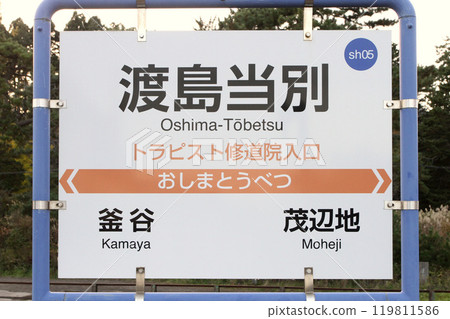 sh05
渡島当別
Oshima-Tōbetsu
トラピスト修道院入口
おしまとうべつ
釜谷 茂辺地
Kamaya Moheji
119811586